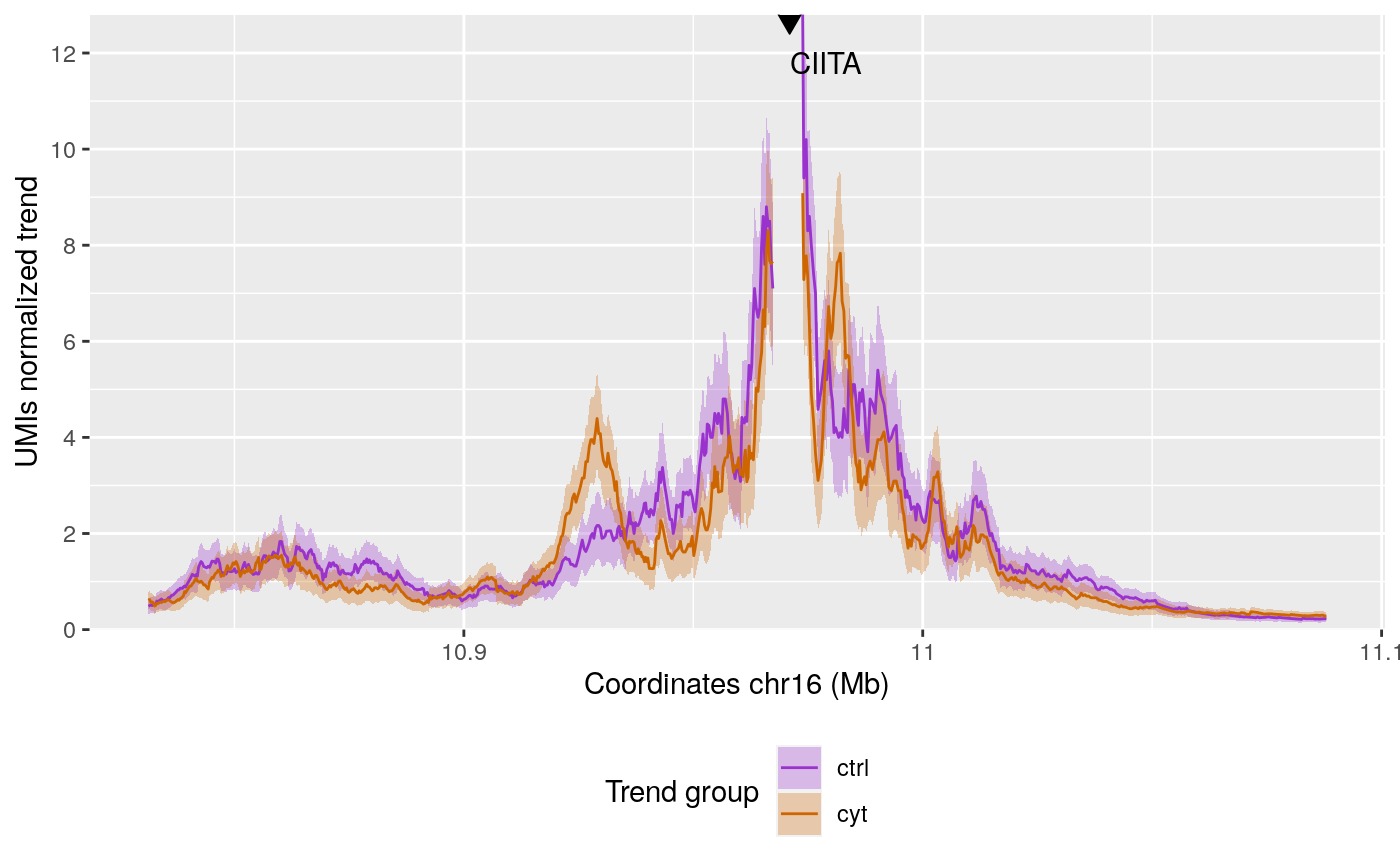 CIITA
UMIs normalized trend
12
10
8
6
4
2
0
10.9
11
11.1
Coordinates chr16 (Mb)
Trend group
ctrl
cyt